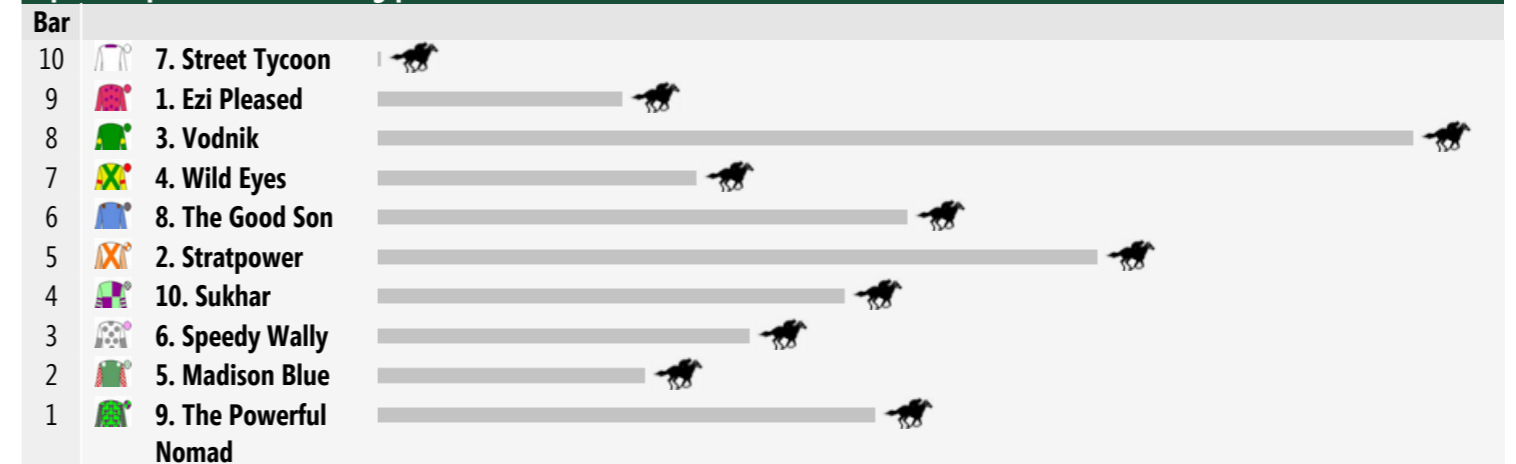 Bar
10 7. Street Tycoon
9 1. Ezi Pleased
8 3. Vodnik
7 4. Wild Eyes
6 8. The Good Son
5 2. Stratpower
4 10. Sukhar
3 6. Speedy Wally
2 5. Madison Blue
1 9. The Powerful
Nomad